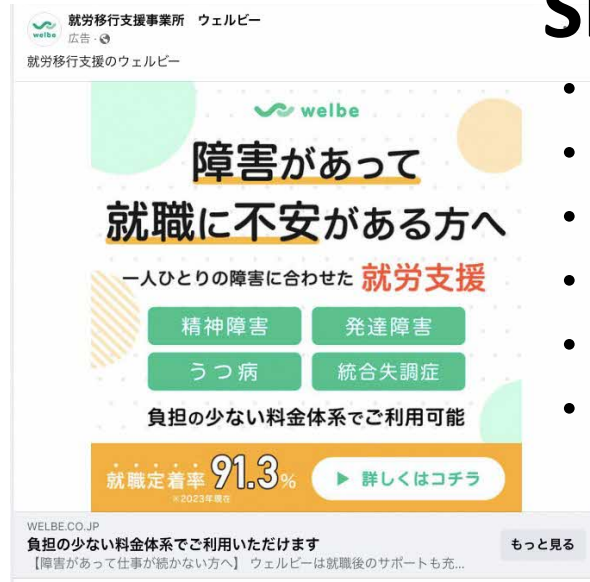 就労移行支援事業所　ウェルビー
welbe
広告
就労移行支援のウェルビー
welbe
障害があって
就職に不安がある方へ
一人ひとりの障害に合わせた 就労支援
精神障害
発達障害
うつ病
統合失調症
負担の少ない料金体系でご利用可能
就職定着率 91.3%
※2023年現在
▶ 詳しくはコチラ
WELBE.CO.JP
負担の少ない料金体系でご利用いただけます
もっと見る
【障害があって仕事が続かない方へ】 ウェルビーは就職後のサポートも充...